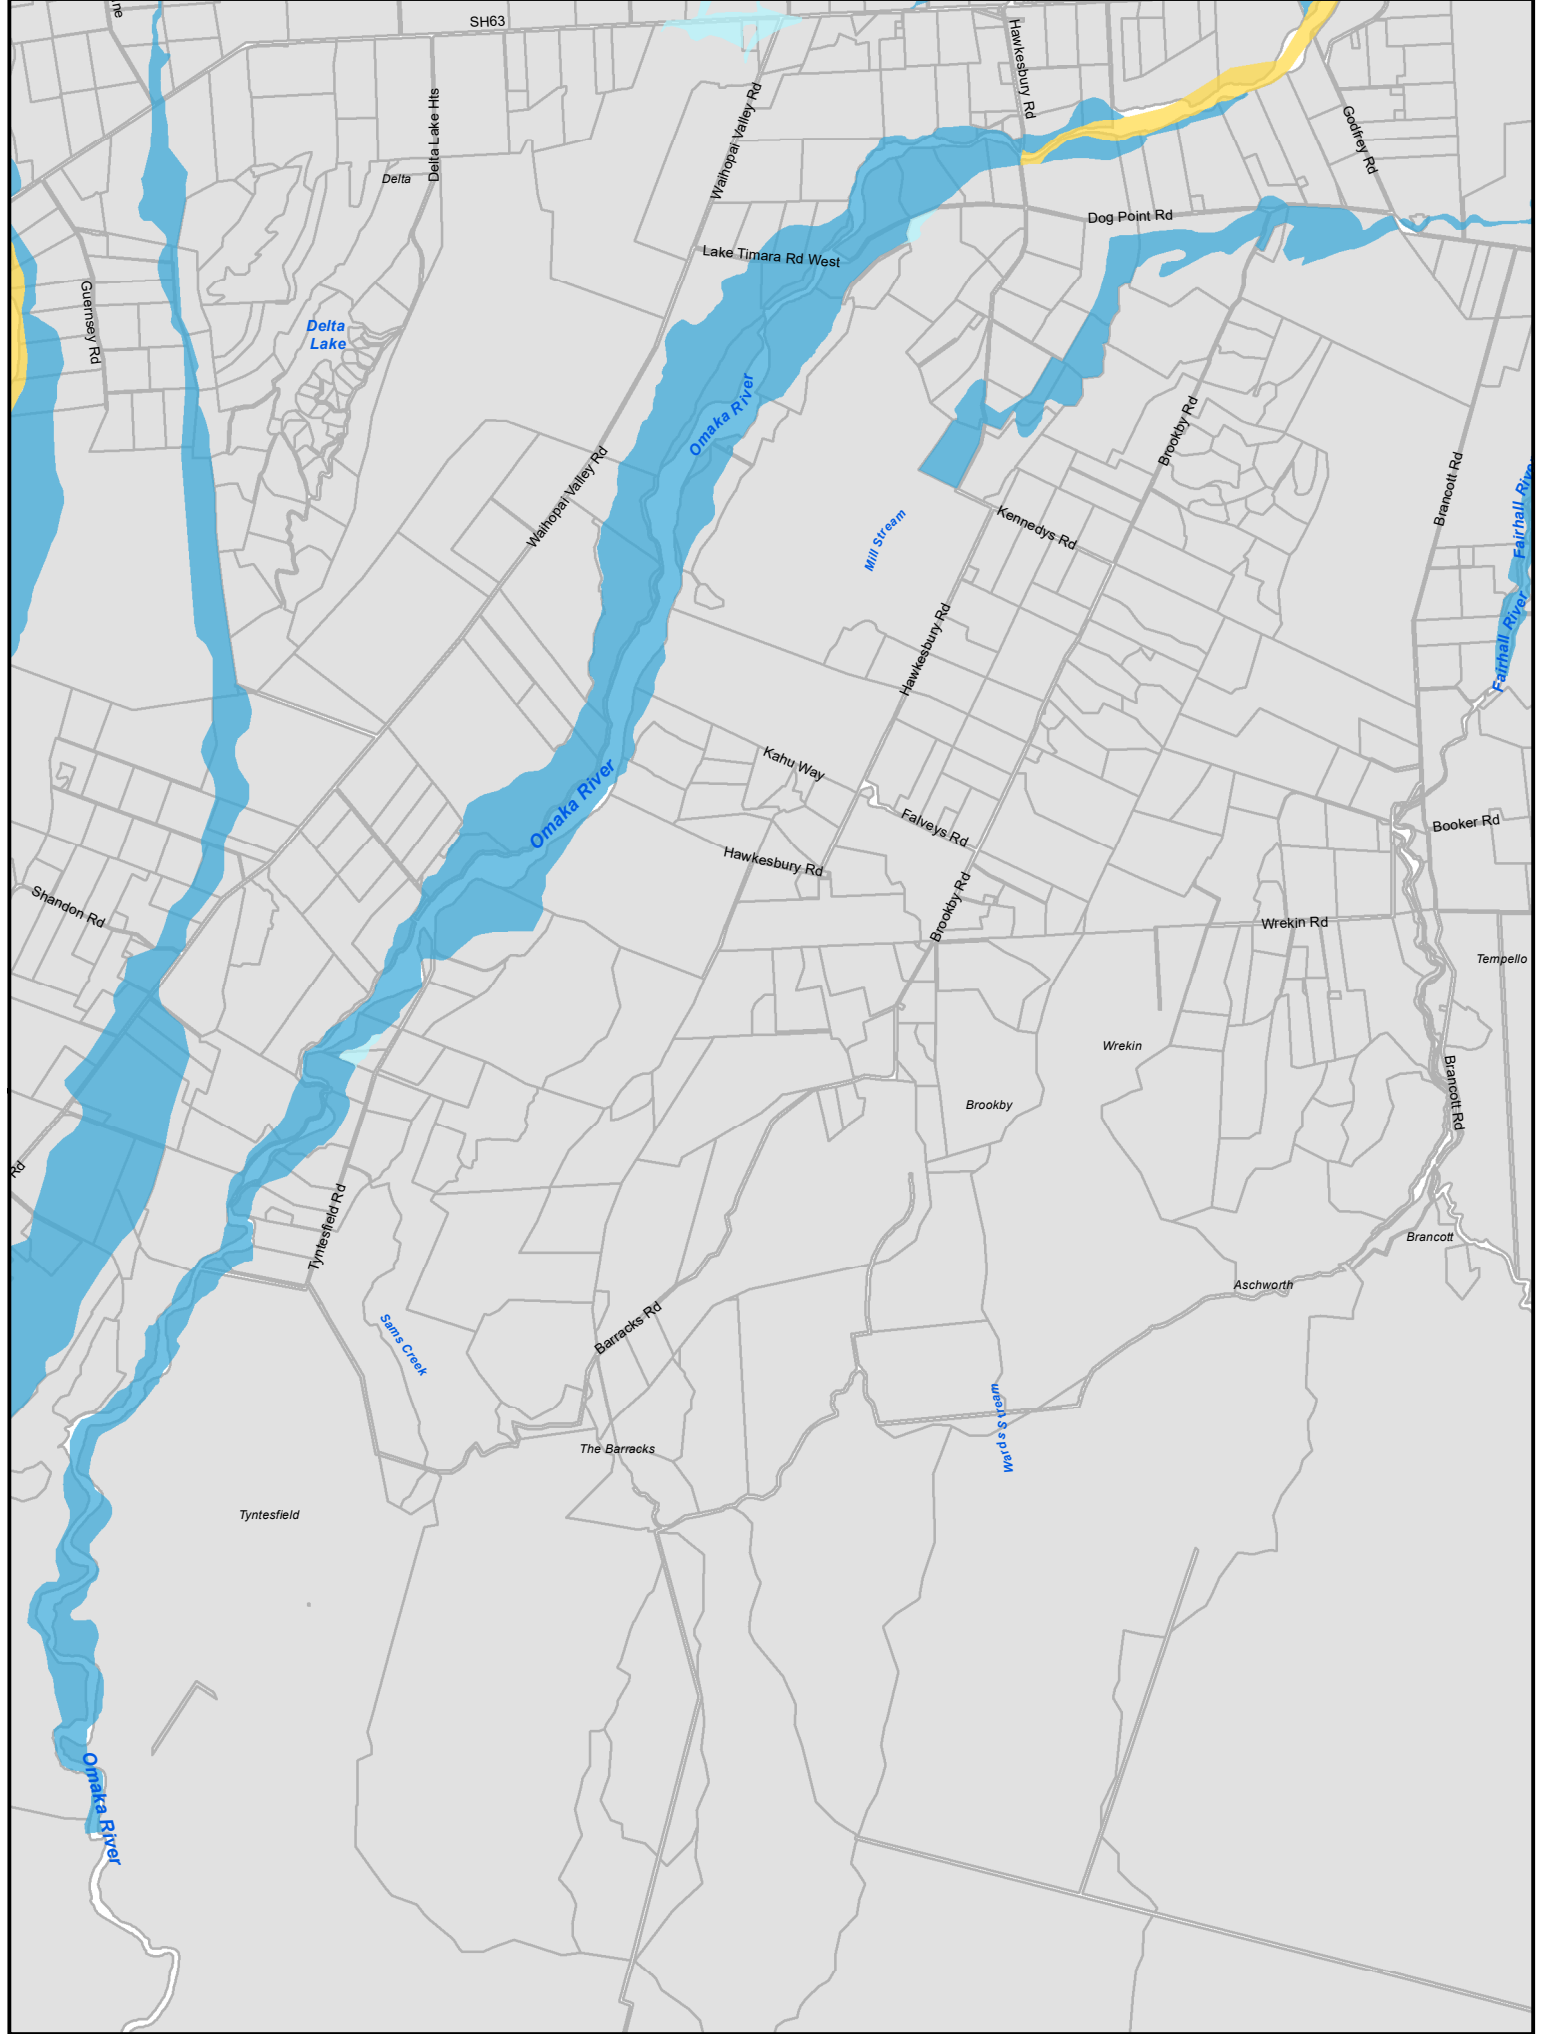 ne
SH63
Hawkesbury Rd
Waihopai Valley Rd
Delta Lake Hts
Godfrey Rd
Delta
Dog Point Rd
Lake Timara Rd West
Guernsey Rd
Delta
Lake
Omaka River
Brookby Rd
Brancott Rd
Fairhall River
Waihopai Valley Rd
Mill Stream
Kennedys Rd
Fairhall River
Hawkesbury Rd
Kahu Way
Omaka River
Falveys Rd
Booker Rd
Hawkesbury Rd
Shandon Rd
Brookby Rd
Wrekin Rd
Tempello
Wrekin
Brookby
Brancott Rd
Rd
Tyntesfield Rd
Brancott
Aschworth
Sams Creek
Barracks Rd
Wards Stream
The Barracks
Tyntesfield
Omaka River